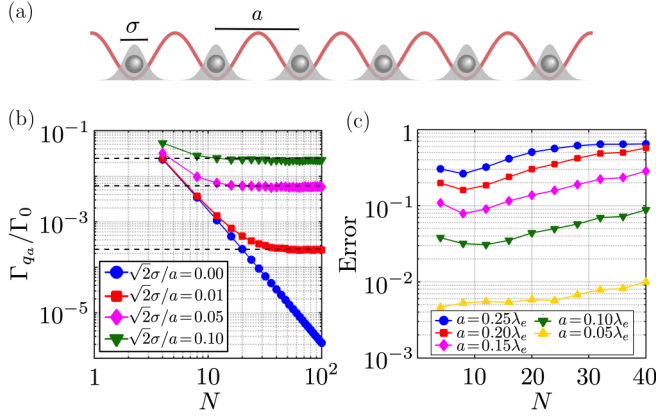 (a)
σ
a
(b)
Γ_{q_a}/Γ_0
10^{-1}
10^{-3}
10^{-5}
√2σ/a=0.00
√2σ/a=0.01
√2σ/a=0.05
√2σ/a=0.10
1
10
10^2
N
(c)
Error
1
10^{-1}
10^{-2}
10^{-3}
a=0.25λ_e
a=0.20λ_e
a=0.15λ_e
a=0.10λ_e
a=0.05λ_e
0
10
20
30
40
N